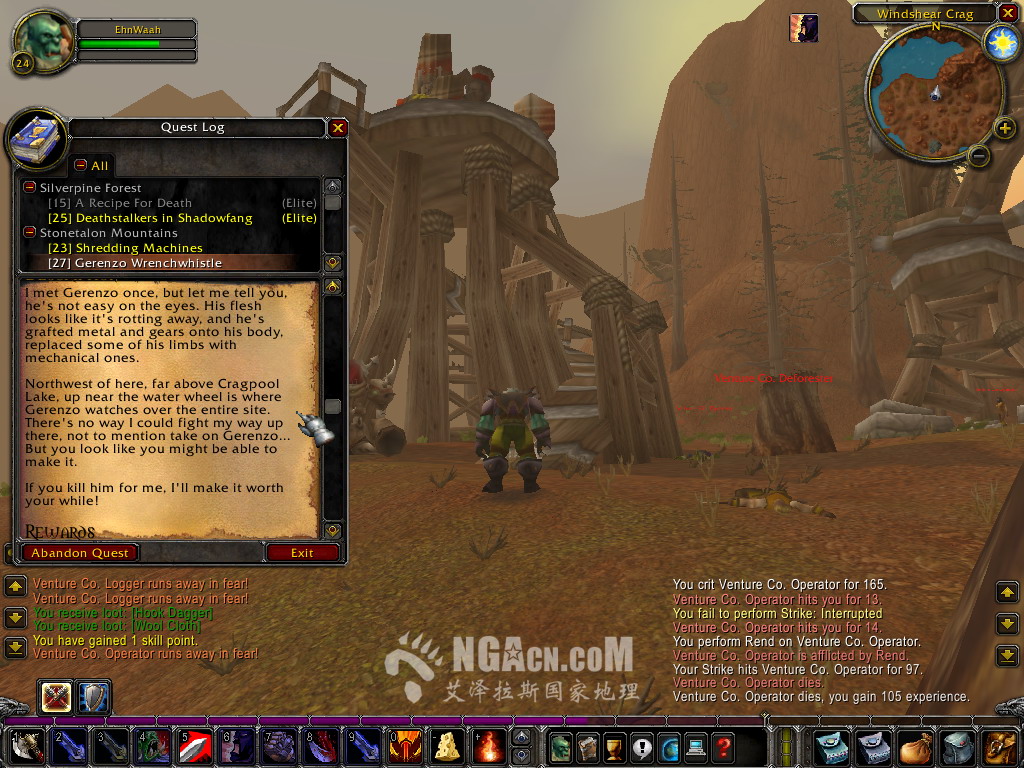 EhnWaah
24
Windshear Crag
N
Quest Log
All
Silverpine Forest
[15] A Recipe For Death (Elite)
[25] Deathstalkers in Shadowfang (Elite)
Stonetalon Mountains
[23] Shredding Machines
[27] Gerenzo Wrenchwhistle
I met Gerenzo once, but let me tell you,
he's not easy on the eyes. His flesh
looks like it's rotting away, and he's
grafted metal and gears onto his body,
replaced some of his limbs with
mechanical ones.
Northwest of here, far above Cragpool
Lake, up near the water wheel is where
Gerenzo watches over the entire site.
There's no way I could fight my way up
there, not to mention take on Gerenzo...
But you look like you might be able to
make it.
If you kill him for me, I'll make it worth
your while!
Rewards
Abandon Quest
Exit
Venture Co. Deforester
Venture Co. Logger runs away in fear!
Venture Co. Logger runs away in fear!
You receive loot: [Hook Dagger]
You receive loot: [Wool Cloth]
You have gained 1 skill point.
Venture Co. Operator runs away in fear!
You crit Venture Co. Operator for 165.
Venture Co. Operator hits you for 13.
You fail to perform Strike: Interrupted
Venture Co. Operator hits you for 14.
You perform Rend on Venture Co. Operator.
Venture Co. Operator is afflicted by Rend.
Your Strike hits Venture Co. Operator for 97.
Venture Co. Operator dies.
Venture Co. Operator dies, you gain 105 experience.
NGAcn.com
艾泽拉斯国家地理
1 2 3 4 5 6 7 8 9